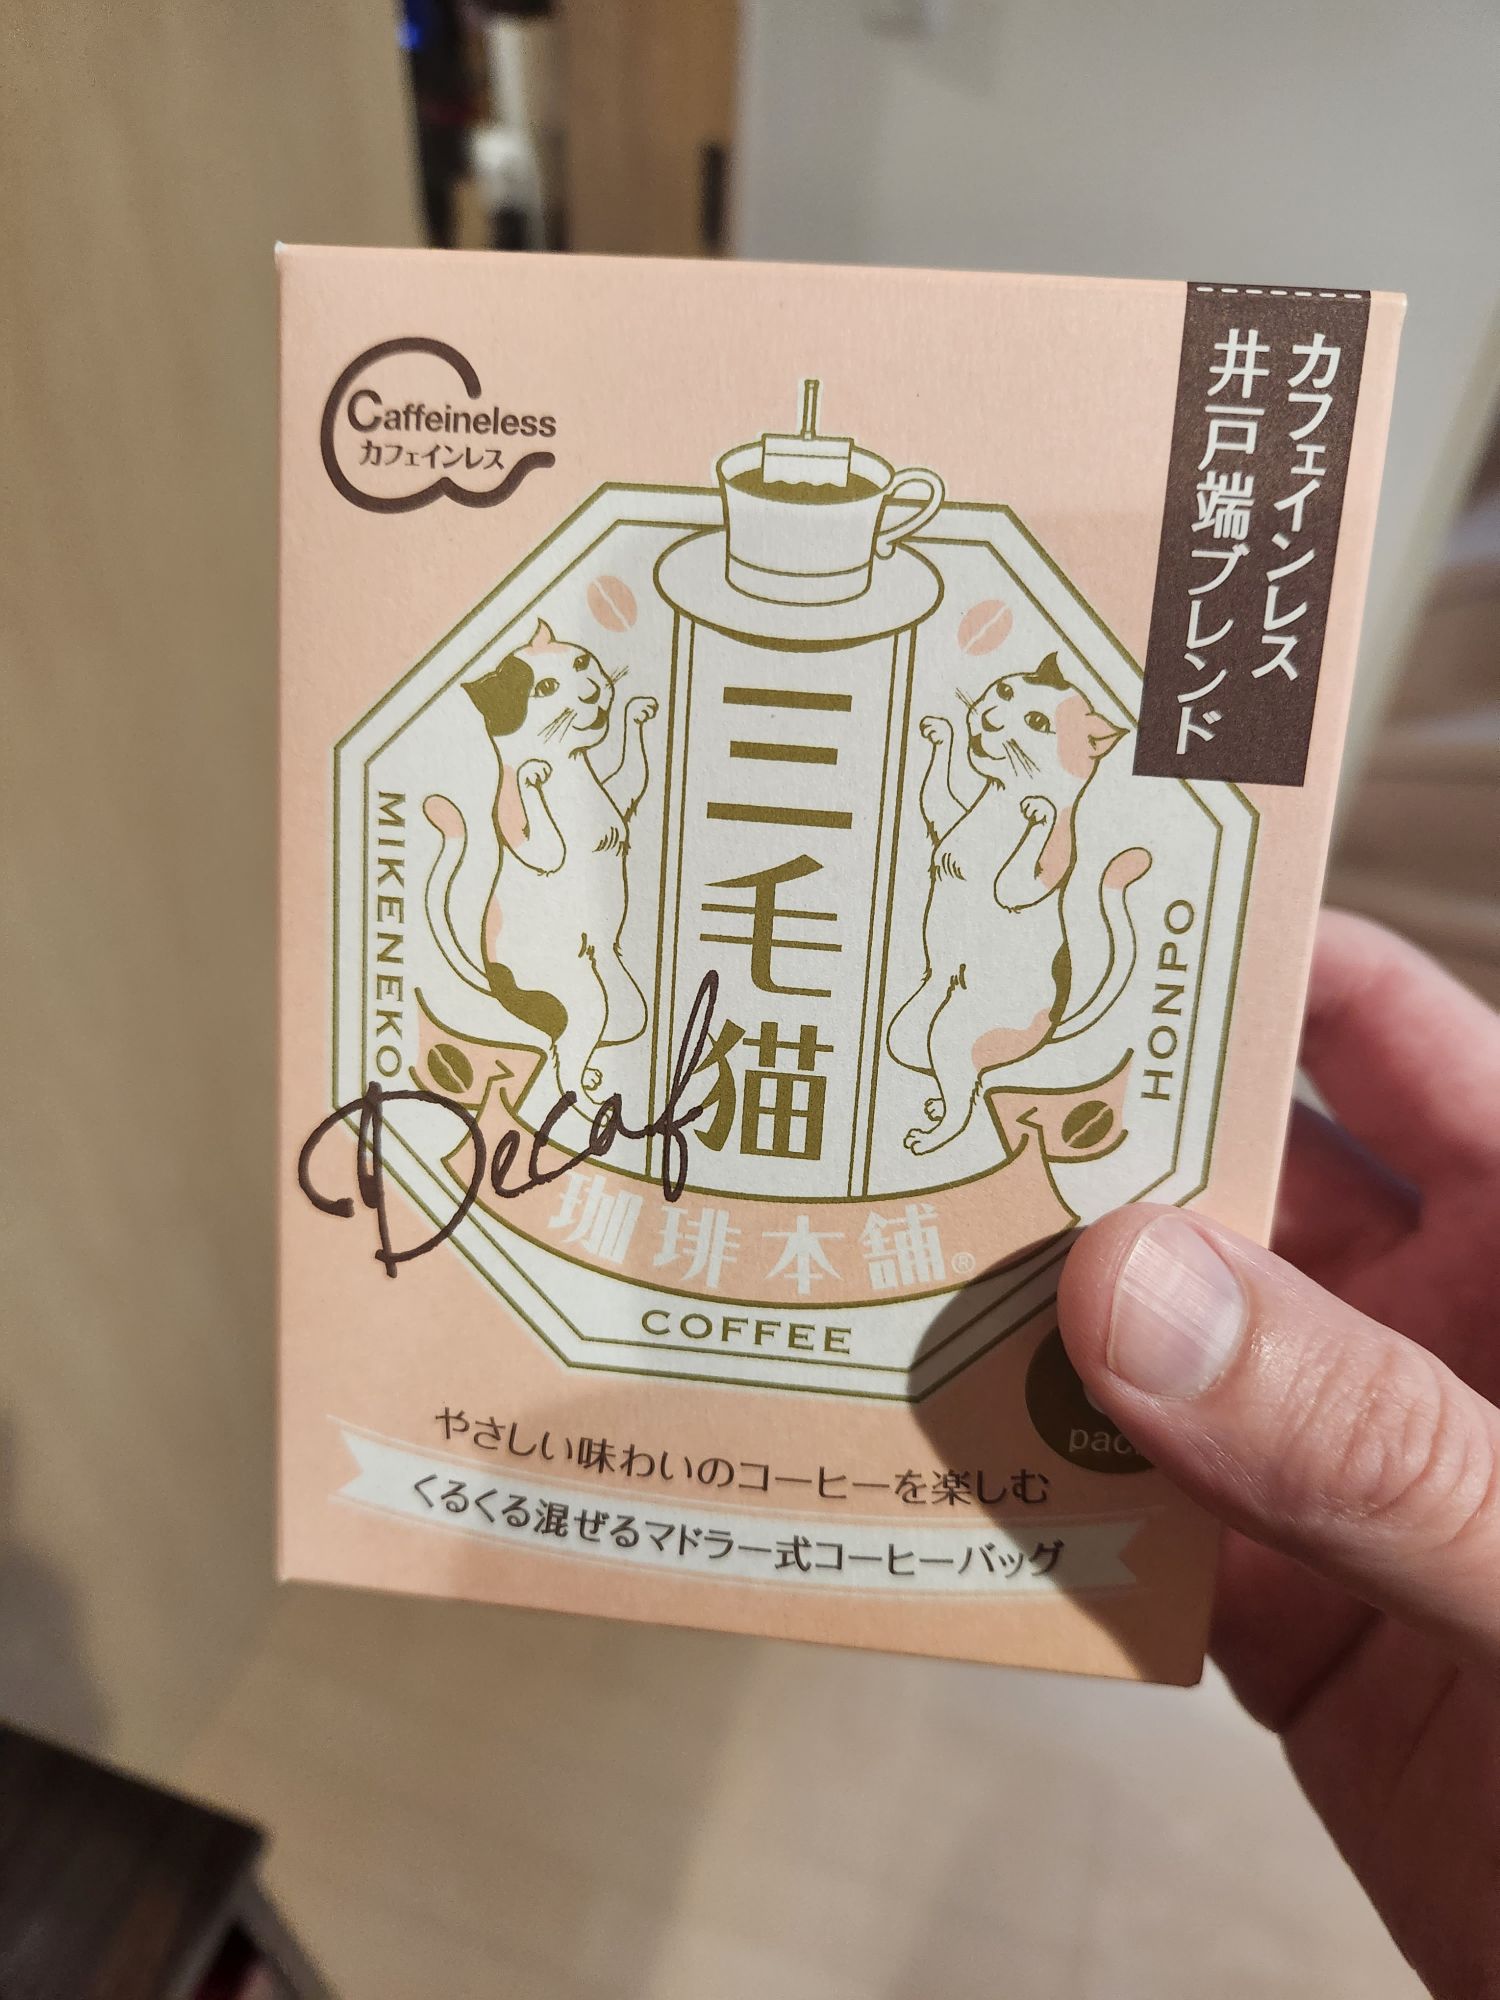 Caffeineless
カフェインレス
カフェインレス
井戸端ブレンド
三毛猫
MIKENEKO
HONPO
Decaf
珈琲本舗®
COFFEE
やさしい味わいのコーヒーを楽しむ
くるくる混ぜるマドラー式コーヒーバッグ